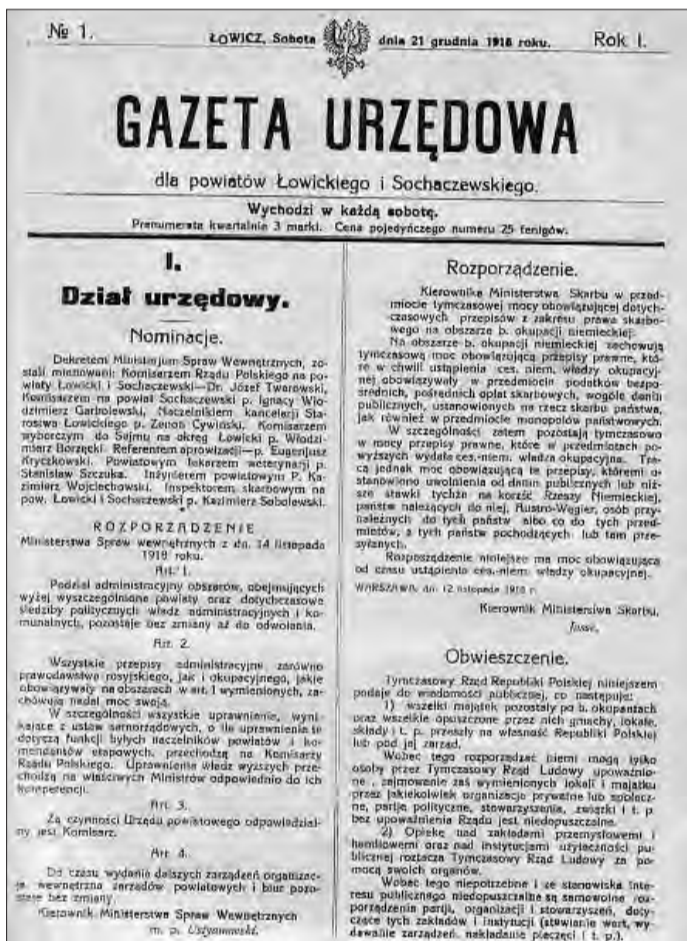 № 1.
ŁOWICZ, Sobota
dnia 21 grudnia 1918 roku.
Rok I.
GAZETA URZĘDOWA
dla powiatów Łowickiego i Sochaczewskiego.
Wychodzi w każdą sobotę.
Prenumerata kwartalnie 3 marki. Cena pojedyńczego numeru 25 fenigów.
I.
Dział urzędowy.
Nominacje.
Dekretem Ministerjum Spraw Wewnętrznych, zo-
stali mianowani: Komisarzem Rządu Polskiego na po-
wiaty Łowicki i Sochaczewski—Dr. Józef Twarowski,
Komisarzem na powiat Sochaczewski p. Ignacy Wło-
dzimierz Garbolewski, Naczelnikiem kancelarji Sta-
rostwa Łowickiego p. Zenon Cywiński. Komisarzem
wyborczym do Sejmu na okręg Łowicki p. Włodzi-
mierz Borzęcki. Referentem aprowizacji—p. Eugenjusz
Kryczkowski. Powiatowym lekarzem weterynarji p.
Stanisław Szczuka. Inżynierem powiatowym P. Ka-
zimierz Wojciechowski. Inspektorem skarbowym na
pow. Łowicki i Sochaczewski p. Kazimierz Sobolewski.
ROZPORZĄDZENIE
Ministerstwa Spraw wewnętrznych z dn. 14 listopada
1918 roku.
Art. 1.
Podział administracyjny obszarów, obejmujących
wyżej wyszczególnione powiaty oraz dotychczasowe
siedziby politycznych władz administracyjnych i ko-
munalnych, pozostaje bez zmiany aż do odwołania.
Art. 2.
Wszystkie przepisy administracyjne zarówno
prawodawstwa rosyjskiego, jak i okupacyjnego, jakie
obowiązywały na obszarach w art. 1 wymienionych, za-
chowują nadal moc swoją.
W szczególności wszystkie uprawnienie, wyni-
kające z ustaw samorządowych, o ile uprawnienia te
dotyczą funkcji byłych naczelników powiatów i ko-
mendantów etapowych, przechodzą na Komisarzy
Rządu Polskiego. Uprawnienia władz wyższych prze-
chodzą na właściwych Ministrów odpowiednio do ich
kompetencji.
Art. 3.
Za czynności Urzędu powiatowego odpowiedzial-
ny jest Komisarz.
Art. 4.
Do czasu wydania dalszych zarządzeń organiza-
cja wewnętrzna zarządów powiatowych i biur pozo-
staje bez zmiany.
Kierownik Ministerstwa Spraw Wewnętrznych
m. p.
Rozporządzenie.
Kierownika Ministerstwa Skarbu w przed-
miocie tymczasowej mocy obowiązującej dotych-
czasowych przepisów z zakresu prawa skarbo-
wego na obszarze b. okupacji niemieckiej.
Na obszarze b. okupacji niemieckiej zachowują
tymczasową moc obowiązującą przepisy prawne, któ-
re w chwili ustąpienia ces. niem. władzy okupacyj-
nej obowiązywały w przedmiocie podatków bezpo-
średnich, pośrednich opłat skarbowych, wogóle danin
publicznych, ustanowionych na rzecz skarbu państwa,
jak również w przedmiocie monopolów państwowych.
W szczególności zatem pozostają tymczasowo
w mocy przepisy prawne, które w przedmiotach po-
wyższych wydała ces.-niem. władza okupacyjna. Tra-
cą jednak moc obowiązującą te przepisy, któremi u-
stanowiono uwolnienia od danin publicznych lub niż-
sze stawki tychże na korzść Rzeszy Niemieckiej,
państw należących do niej, Austro-Węgier, osób przy-
należnych do tych państw albo co do tych przed-
miotów, z tych państw pochodzących lub tam prze-
syłanych.
Rozporządzenie niniejsze ma moc obowiązującą
od czasu ustąpienia ces.-niem. władzy okupacyjnej.
WARSZAWA, dn. 12 listopada 1918 r.
Kierownik Ministerstwa Skarbu,
Obwieszczenie.
Tymczasowy Rząd Republiki Polskiej niniejszem
podaje do wiadomości publicznej, co następuje:
1) wszelki majątek pozostały po b. okupantach
oraz wszelkie opuszczone przez nich gmachy, lokale,
składy i t. p. przeszły na własność Republiki Polskiej
lub pod jej zarząd.
Wobec tego rozporządzać niemi mogą tylko
osoby przez Tymczasowy Rząd Ludowy upoważnio-
ne, zajmowanie zaś wymienionych lokali i majątku
przez jakiekolwiek organizacje prywatne lub społecz-
ne, partje polityczne, stowarzyszenia, związki i t. p.
bez upoważnienia Rządu jest niedopuszczalne.
2) Opiekę nad zakładami przemysłowemi i
handlowemi oraz nad instytucjami użyteczności pu-
blicznej roztacza Tymczasowy Rząd Ludowy za po-
mocą swoich organów.
Wobec tego niepotrzebne i ze stanowiska inte-
resu publicznego niedopuszczalne są samowolne roz-
porządzenia partji, organizacji i stowarzyszeń, doty-
czące tych zakładów i instytucji (stawianie wart, wy-
dawanie zarządzeń, nakładanie pieczęci i t. p.).